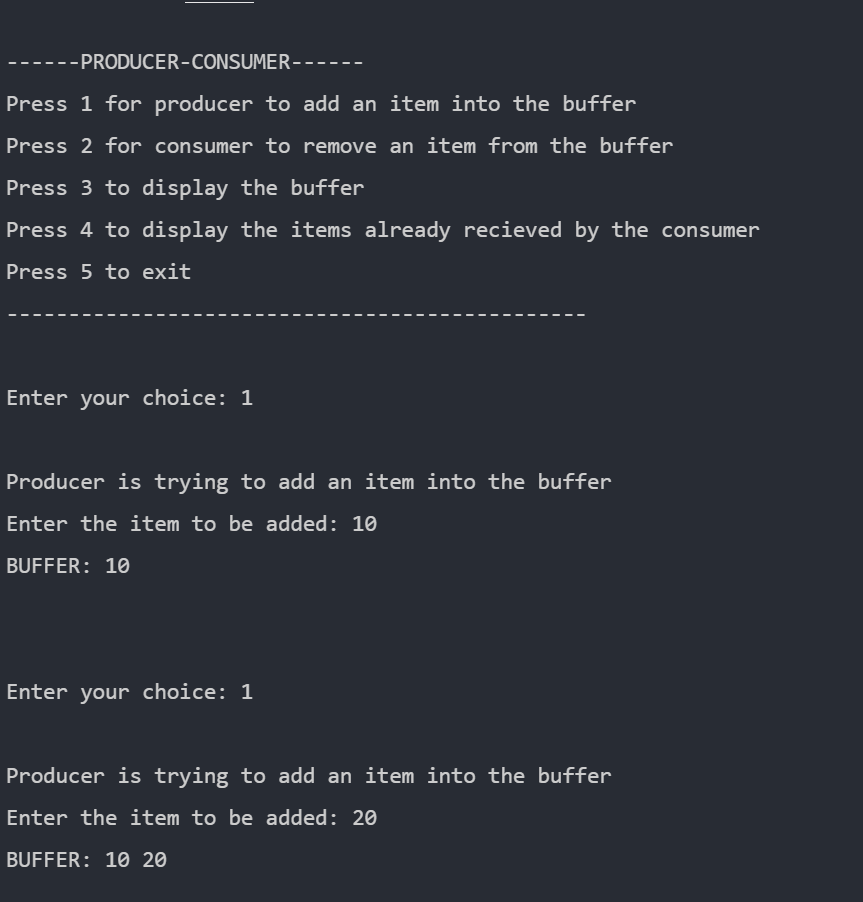 ------PRODUCER-CONSUMER------
Press 1 for producer to add an item into the buffer
Press 2 for consumer to remove an item from the buffer
Press 3 to display the buffer
Press 4 to display the items already recieved by the consumer
Press 5 to exit
-----------------------------------------------
Enter your choice: 1
Producer is trying to add an item into the buffer
Enter the item to be added: 10
BUFFER: 10
Enter your choice: 1
Producer is trying to add an item into the buffer
Enter the item to be added: 20
BUFFER: 10 20